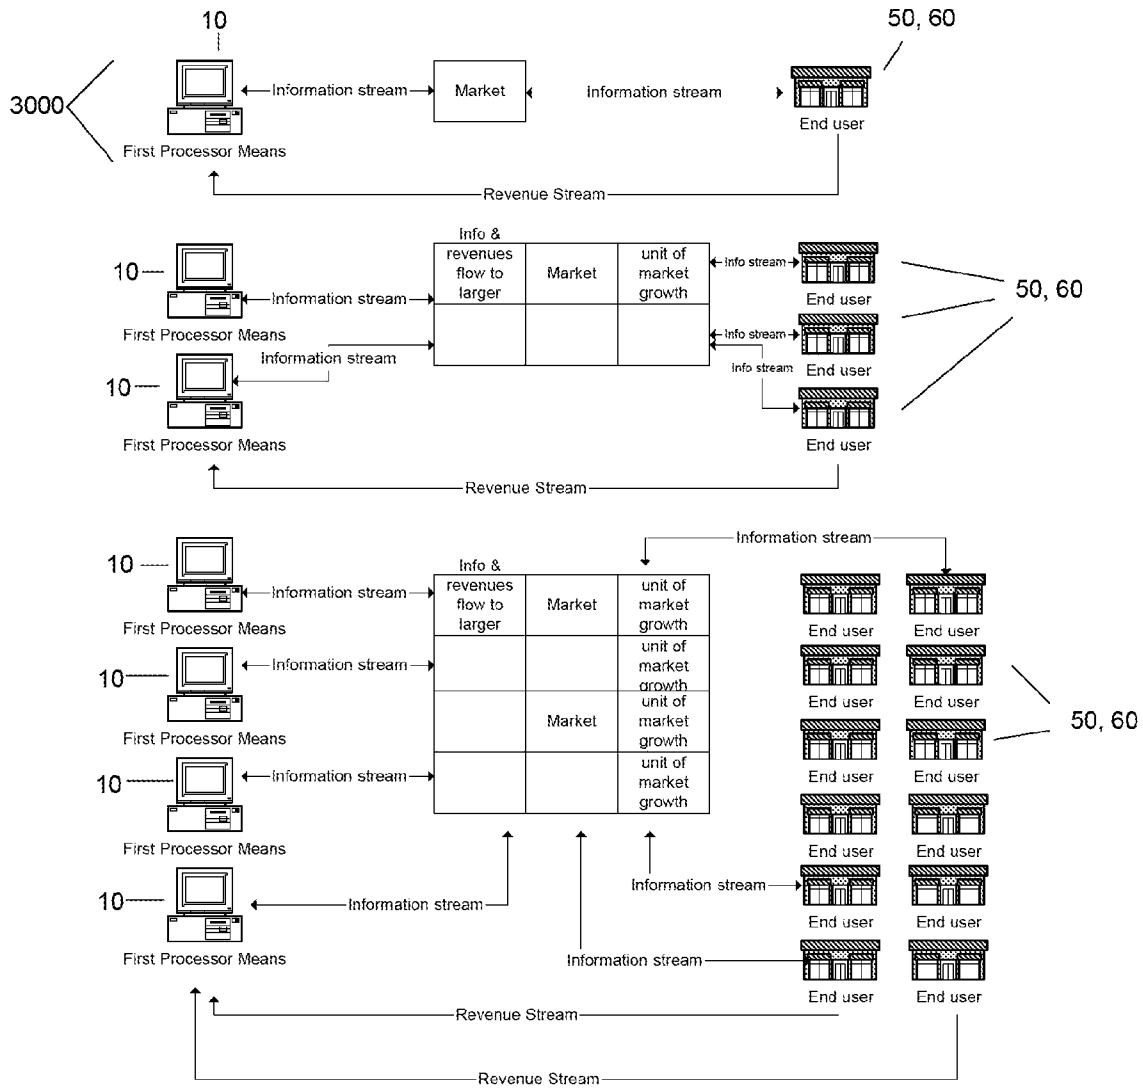 10
50, 60
3000
Information stream
Market
Information stream
End user
First Processor Means
Revenue Stream
Info &
revenues
flow to
larger
Market
unit of
market
growth
10
Information stream
Info stream
End user
50, 60
First Processor Means
Info stream
Information stream
End user
Info stream
10
First Processor Means
End user
Revenue Stream
Information stream
10
Info &
revenues
flow to
larger
Market
unit of
market
growth
Information stream
First Processor Means
End user
End user
10
Information stream
unit of
market
growth
End user
End user
50, 60
First Processor Means
Market
unit of
market
growth
End user
End user
10
Information stream
unit of
market
growth
First Processor Means
End user
End user
10
Information stream
Information stream
End user
End user
First Processor Means
Information stream
End user
End user
Revenue Stream
Revenue Stream